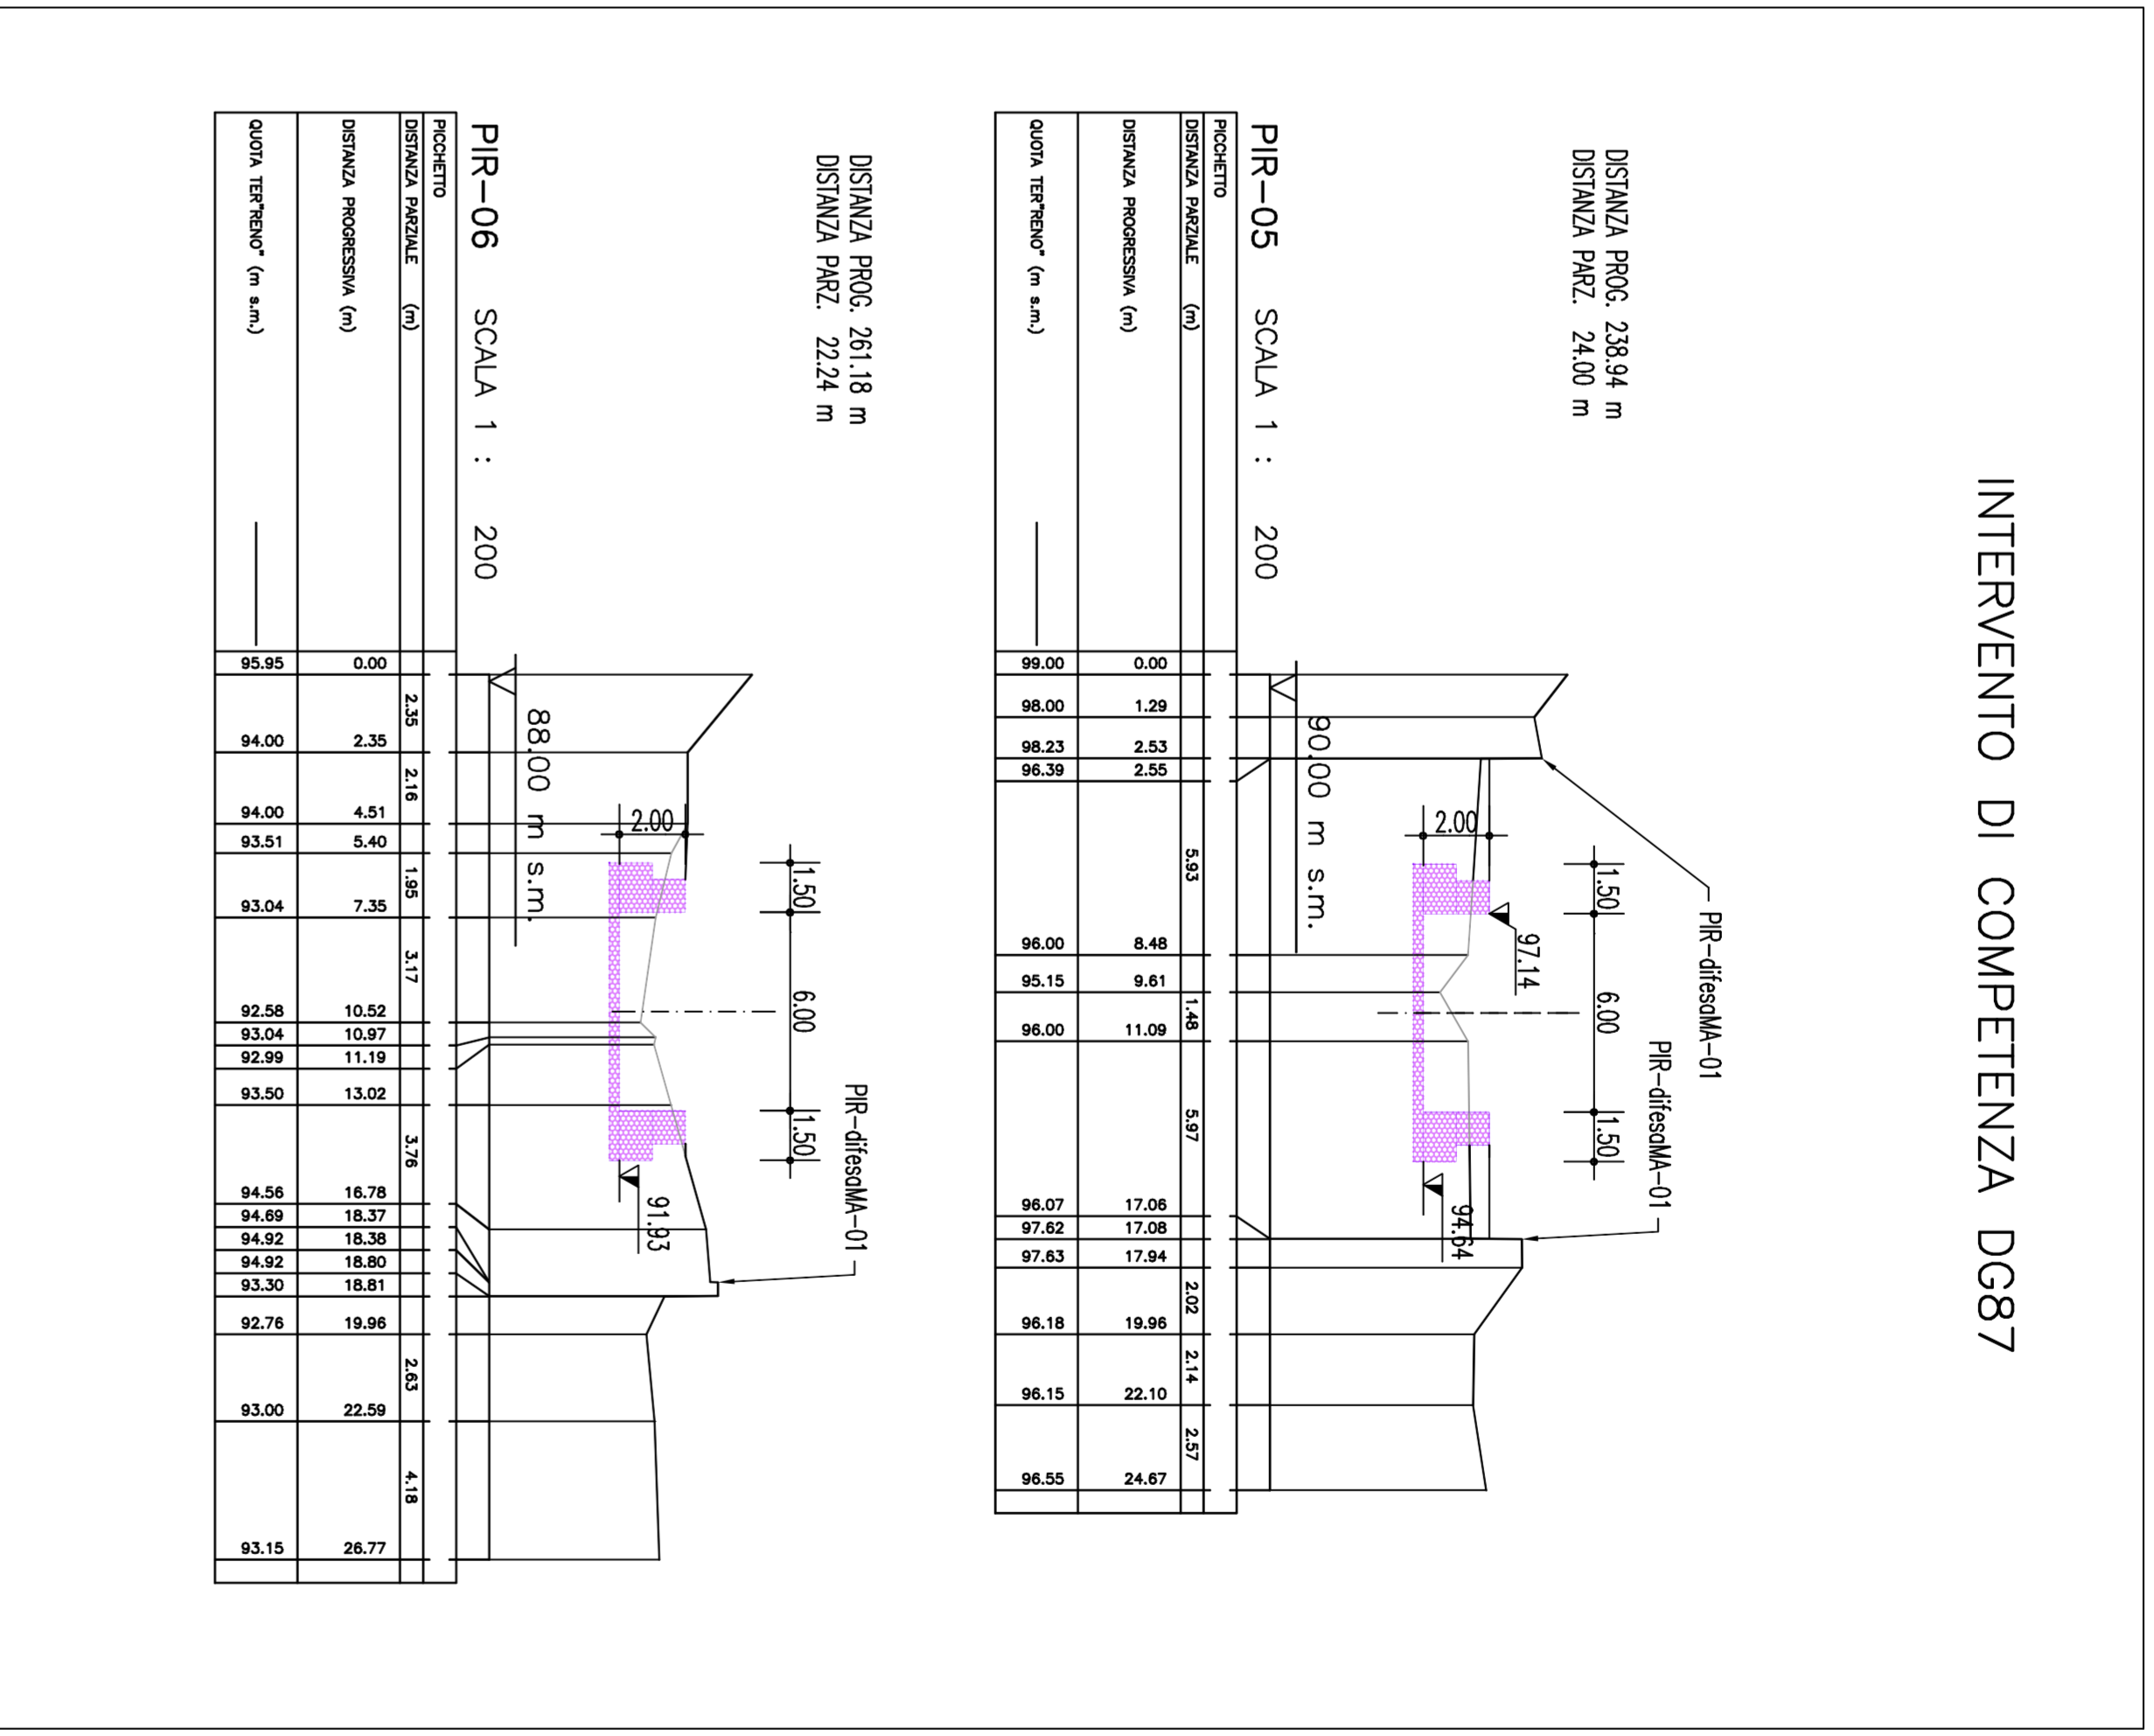 INTERVENTO DI COMPETENZA DG87
DISTANZA PROG. 238.94 m
DISTANZA PARZ. 24.00 m
PIR-difesaMA-01
PIR-difesaMA-01
1.50 6.00 1.50
97.14
2.00
94.64
90.00 m s.m.
PIR-05 SCALA 1 : 200
PICCHETTO
DISTANZA PARZIALE (m) 5.93 1.48 5.97 2.02 2.14 2.57
DISTANZA PROGRESSIVA (m) 0.00 1.29 2.53 2.55 8.48 9.61 11.09 17.06 17.08 17.94 19.96 22.10 24.67
QUOTA TER"RENO" (m s.m.) 99.00 98.00 98.23 96.39 96.00 95.15 96.00 96.07 97.62 97.63 96.18 96.15 96.55
DISTANZA PROG. 261.18 m
DISTANZA PARZ. 22.24 m
PIR-difesaMA-01
1.50 6.00 1.50
2.00
91.93
88.00 m s.m.
PIR-06 SCALA 1 : 200
PICCHETTO
DISTANZA PARZIALE (m) 2.35 2.16 1.95 3.17 3.76 2.63 4.18
DISTANZA PROGRESSIVA (m) 0.00 2.35 4.51 5.40 7.35 10.52 10.97 11.19 13.02 16.78 18.37 18.38 18.80 18.81 19.96 22.59 26.77
QUOTA TER"RENO" (m s.m.) 95.95 94.00 94.00 93.51 93.04 92.58 93.04 92.99 93.50 94.56 94.69 94.92 94.92 93.30 92.76 93.00 93.15